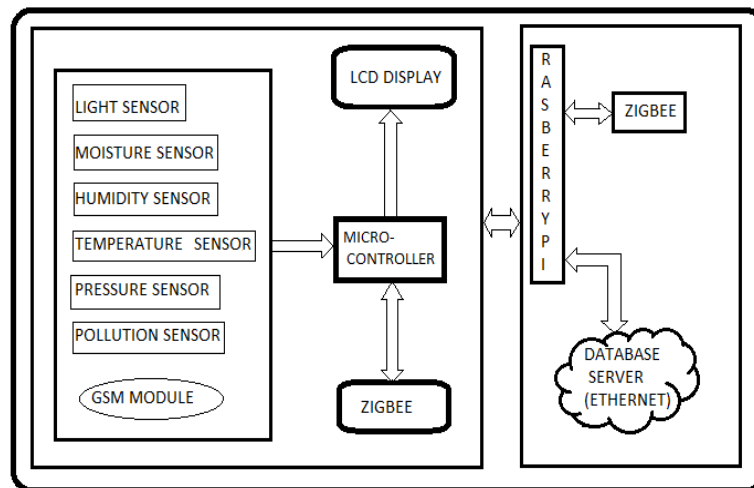 LIGHT SENSOR
MOISTURE SENSOR
HUMIDITY SENSOR
TEMPERATURE SENSOR
PRESSURE SENSOR
POLLUTION SENSOR
GSM MODULE
LCD DISPLAY
MICRO-
CONTROLLER
ZIGBEE
R
A
S
B
E
R
R
Y
P
I
ZIGBEE
DATABASE
SERVER
(ETHERNET)